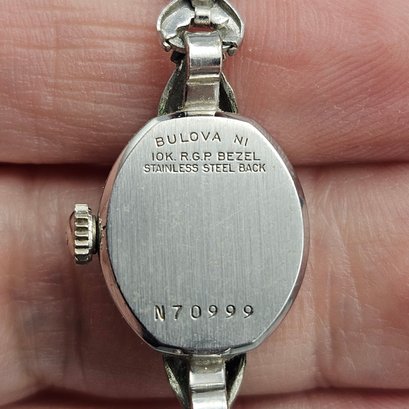 BULOVA N1
10K. R.G.P. BEZEL
STAINLESS STEEL BACK
N70999